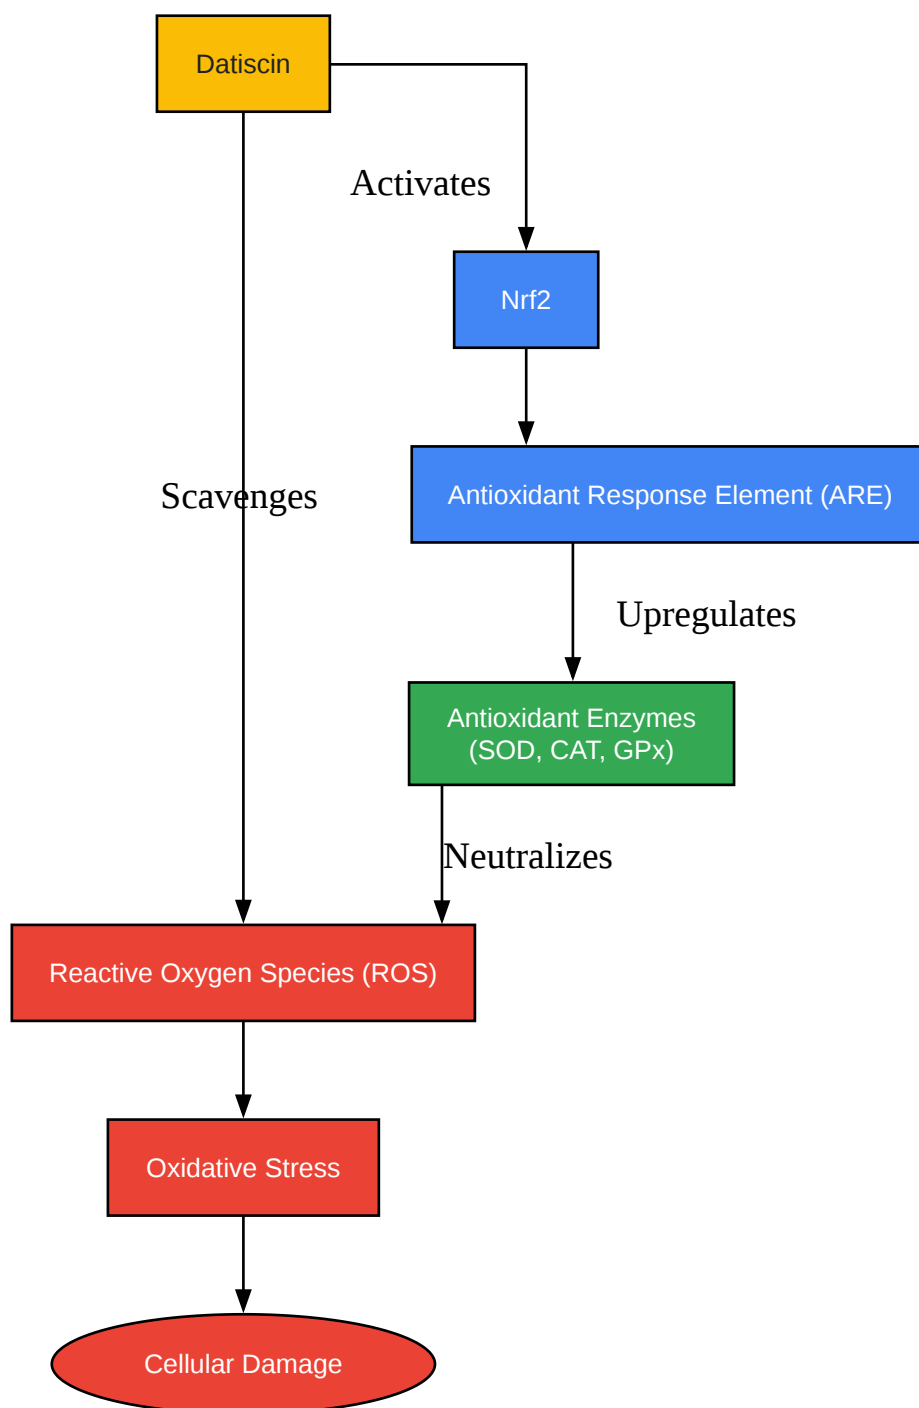 Datiscin
Activates
Nrf2
Scavenges
Antioxidant Response Element (ARE)
Upregulates
Antioxidant Enzymes
(SOD, CAT, GPx)
Neutralizes
Reactive Oxygen Species (ROS)
Oxidative Stress
Cellular Damage